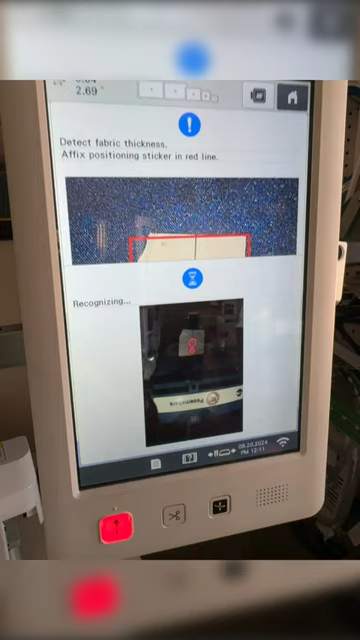 2.69 "
Detect fabric thickness.
Affix positioning sticker in red line.
Recognizing...
08.20.2024
PM 12:11